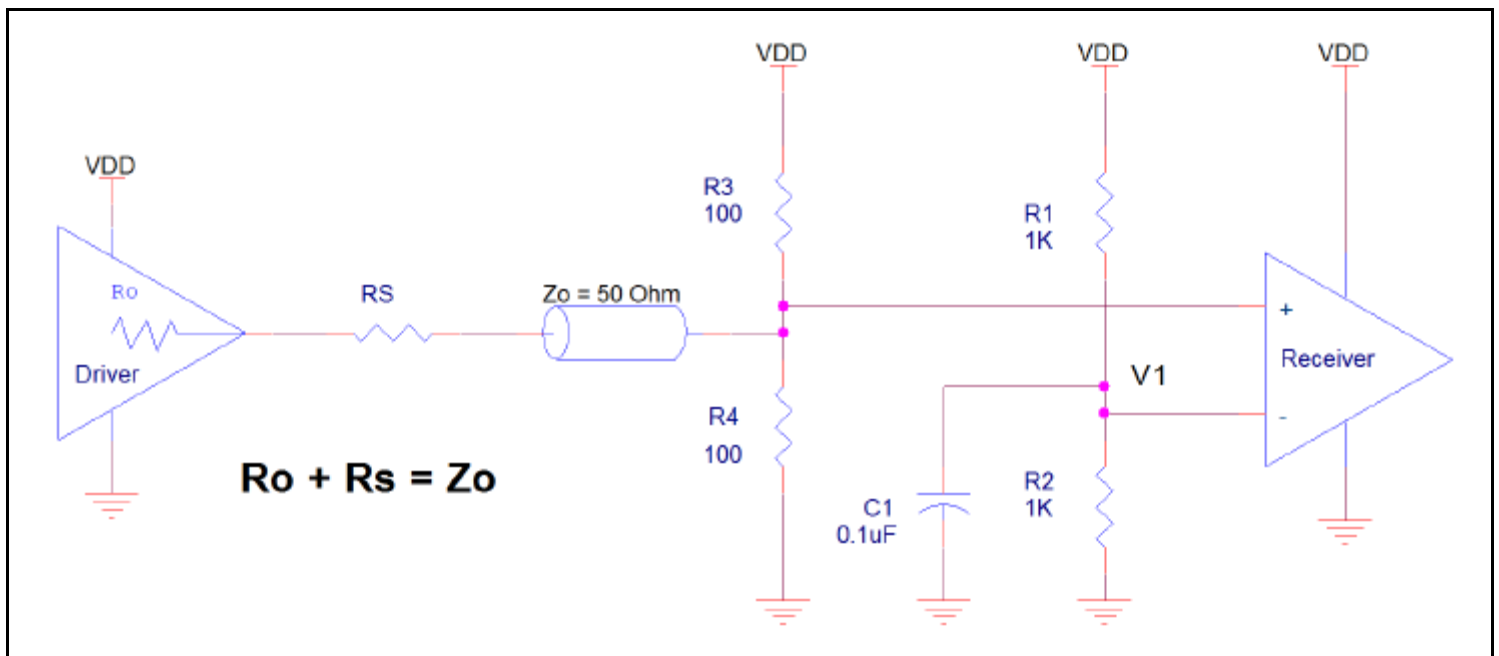 VDD
VDD
VDD
VDD
R3
100
R1
1K
Ro
RS
Zo = 50 Ohm
+
Driver
Receiver
V1
-
R4
100
Ro + Rs = Zo
R2
1K
C1
0.1uF